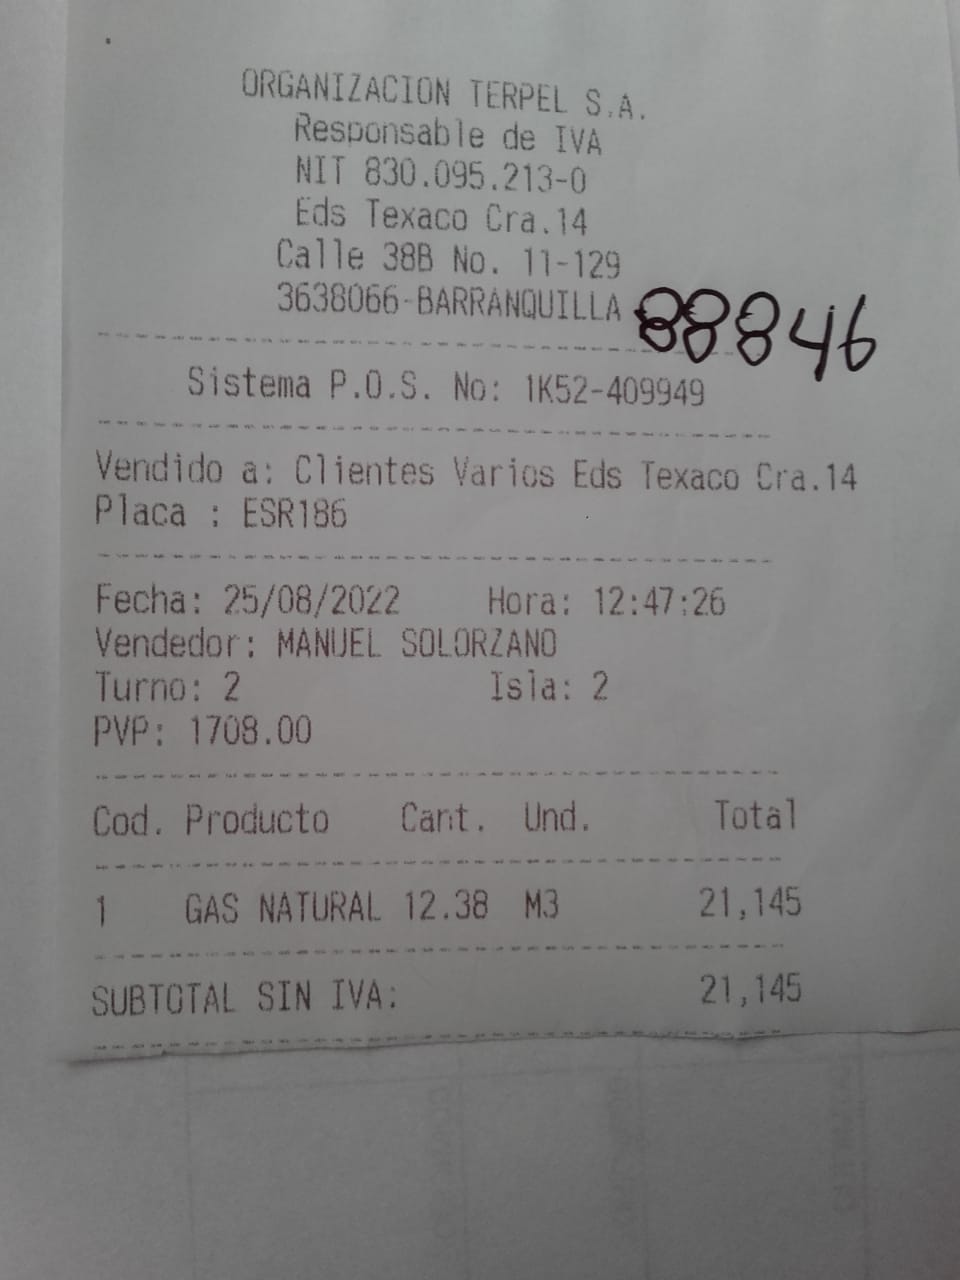 ORGANIZACION TERPEL S.A.
Responsable de IVA
NIT 830.095.213-0
Eds Texaco Cra.14
Calle 38B No. 11-129
3638066-BARRANQUILLA 88846
Sistema P.O.S. No: 1K52-409949
Vendido a: Clientes Varios Eds Texaco Cra.14
Placa : ESR186
Fecha: 25/08/2022 Hora: 12:47:26
Vendedor: MANUEL SOLORZANO
Turno: 2 Isla: 2
PVP: 1708.00
Cod. Producto Cant. Und. Total
1 GAS NATURAL 12.38 M3 21,145
SUBTOTAL SIN IVA: 21,145